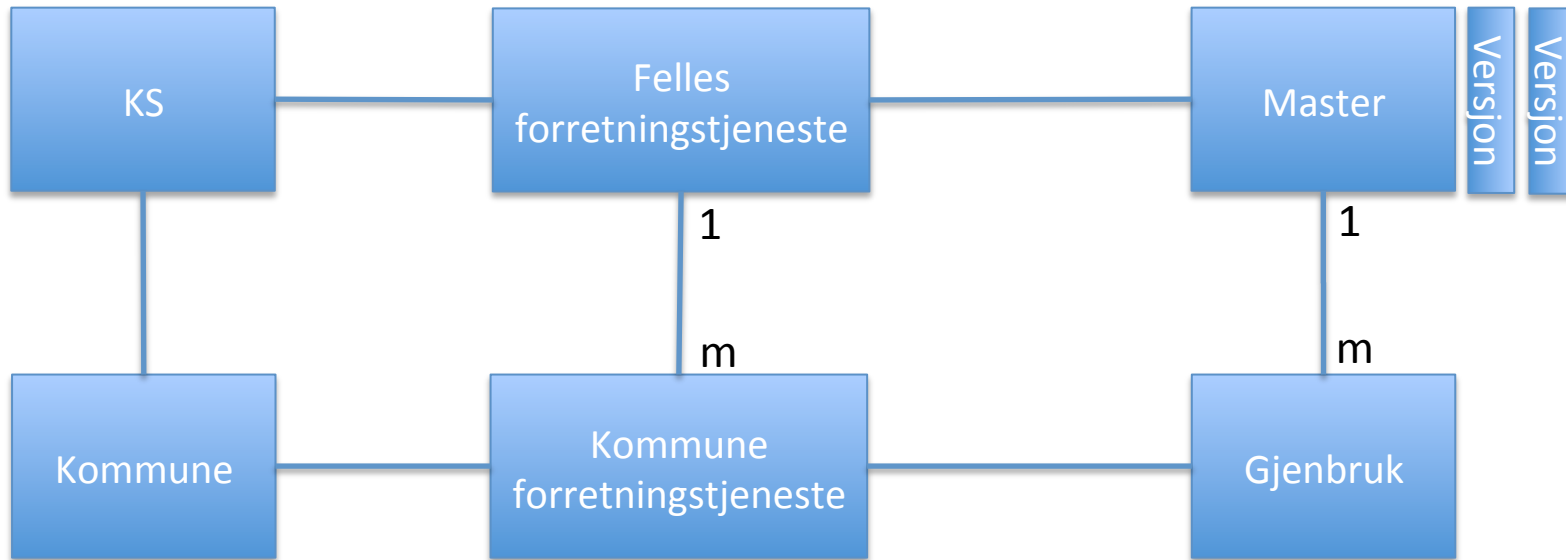 KS
Felles
forretningstjeneste
Master
Versjon
Versjon
1
1
m
m
Kommune
Kommune
forretningstjeneste
Gjenbruk